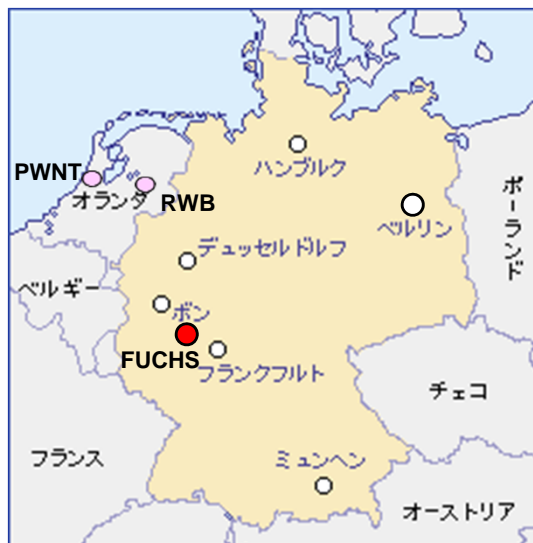 ハンブルク
PWNT
オランダ
RWB
ポーランド
ベルリン
デュッセルドルフ
ベルギー
ボン
FUCHS
フランクフルト
チェコ
フランス
ミュンヘン
オーストリア